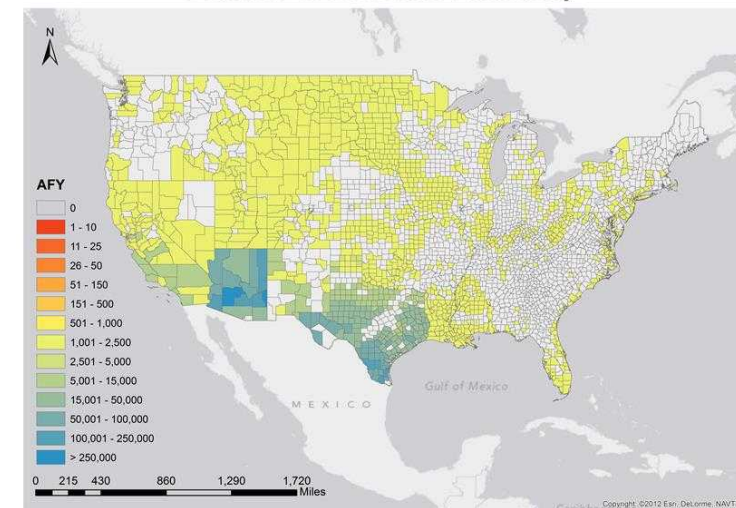 N
AFY
0
1 - 10
11 - 25
26 - 50
51 - 150
151 - 500
501 - 1,000
1,001 - 2,500
2,501 - 5,000
5,001 - 15,000
15,001 - 50,000
50,001 - 100,000
100,001 - 250,000
> 250,000
Gulf of Mexico
MEXICO
0 215 430 860 1,290 1,720
Miles
Copyright: ©2012 Esri, DeLorme, NAVT